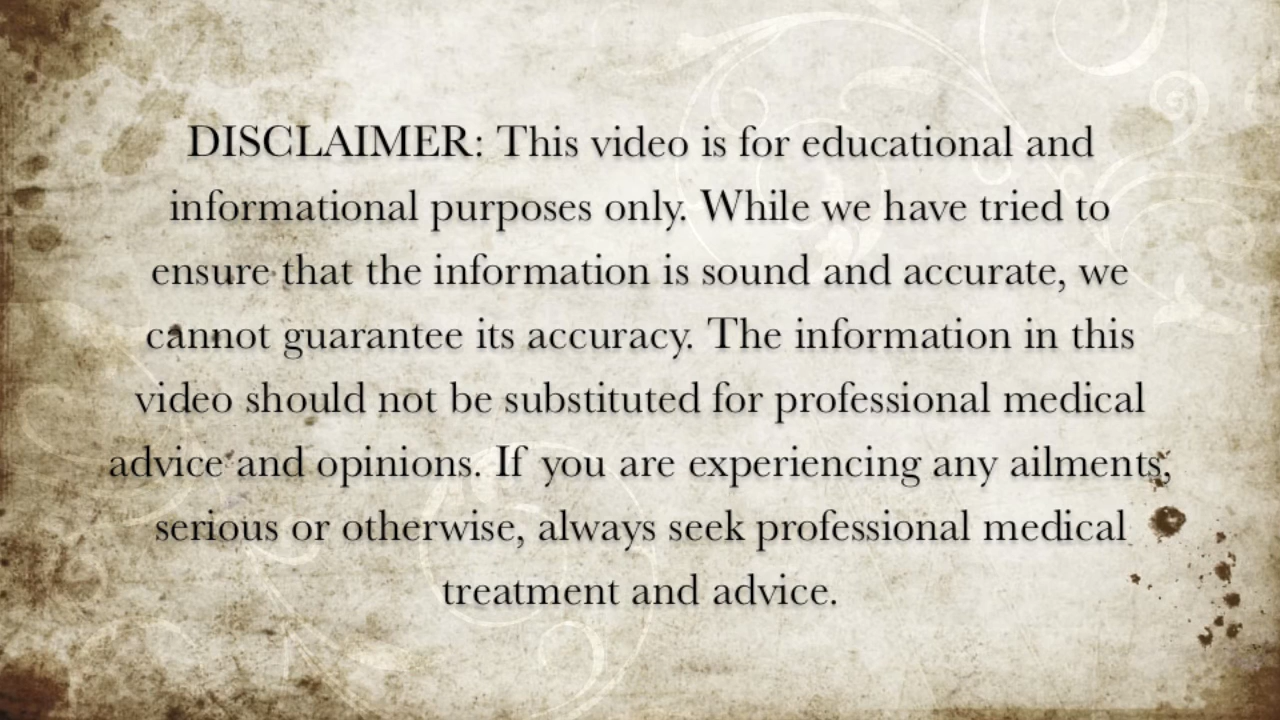 DISCLAIMER: This video is for educational and
informational purposes only. While we have tried to
ensure that the information is sound and accurate, we
cannot guarantee its accuracy. The information in this
video should not be substituted for professional medical
advice and opinions. If you are experiencing any ailments,
serious or otherwise, always seek professional medical
treatment and advice.